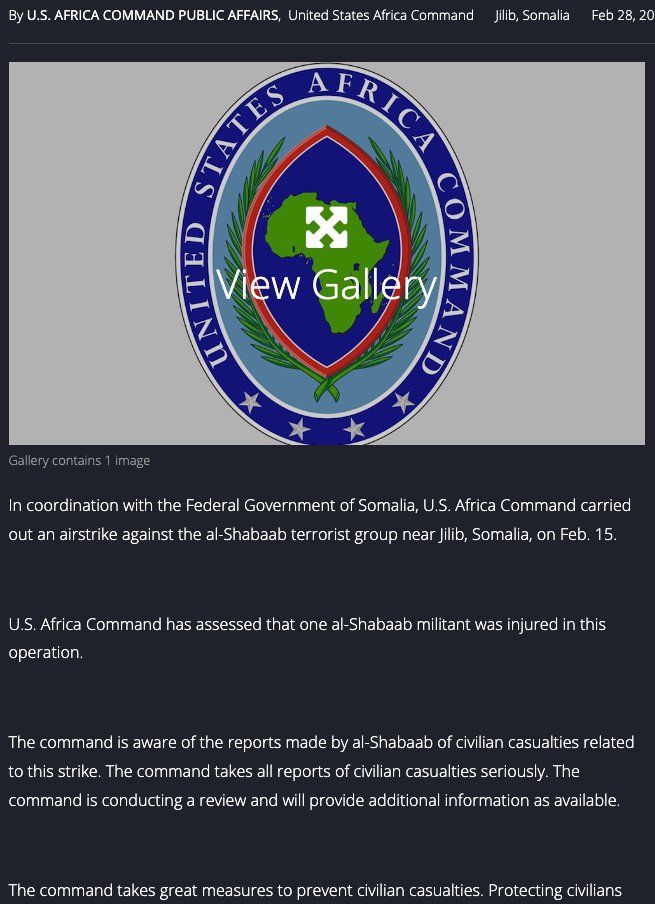 By U.S. AFRICA COMMAND PUBLIC AFFAIRS, United States Africa Command Jilib, Somalia Feb 28, 20
UNITED STATES AFRICA COMMAND
View Gallery
Gallery contains 1 image
In coordination with the Federal Government of Somalia, U.S. Africa Command carried
out an airstrike against the al-Shabaab terrorist group near Jilib, Somalia, on Feb. 15.
U.S. Africa Command has assessed that one al-Shabaab militant was injured in this
operation.
The command is aware of the reports made by al-Shabaab of civilian casualties related
to this strike. The command takes all reports of civilian casualties seriously. The
command is conducting a review and will provide additional information as available.
The command takes great measures to prevent civilian casualties. Protecting civilians